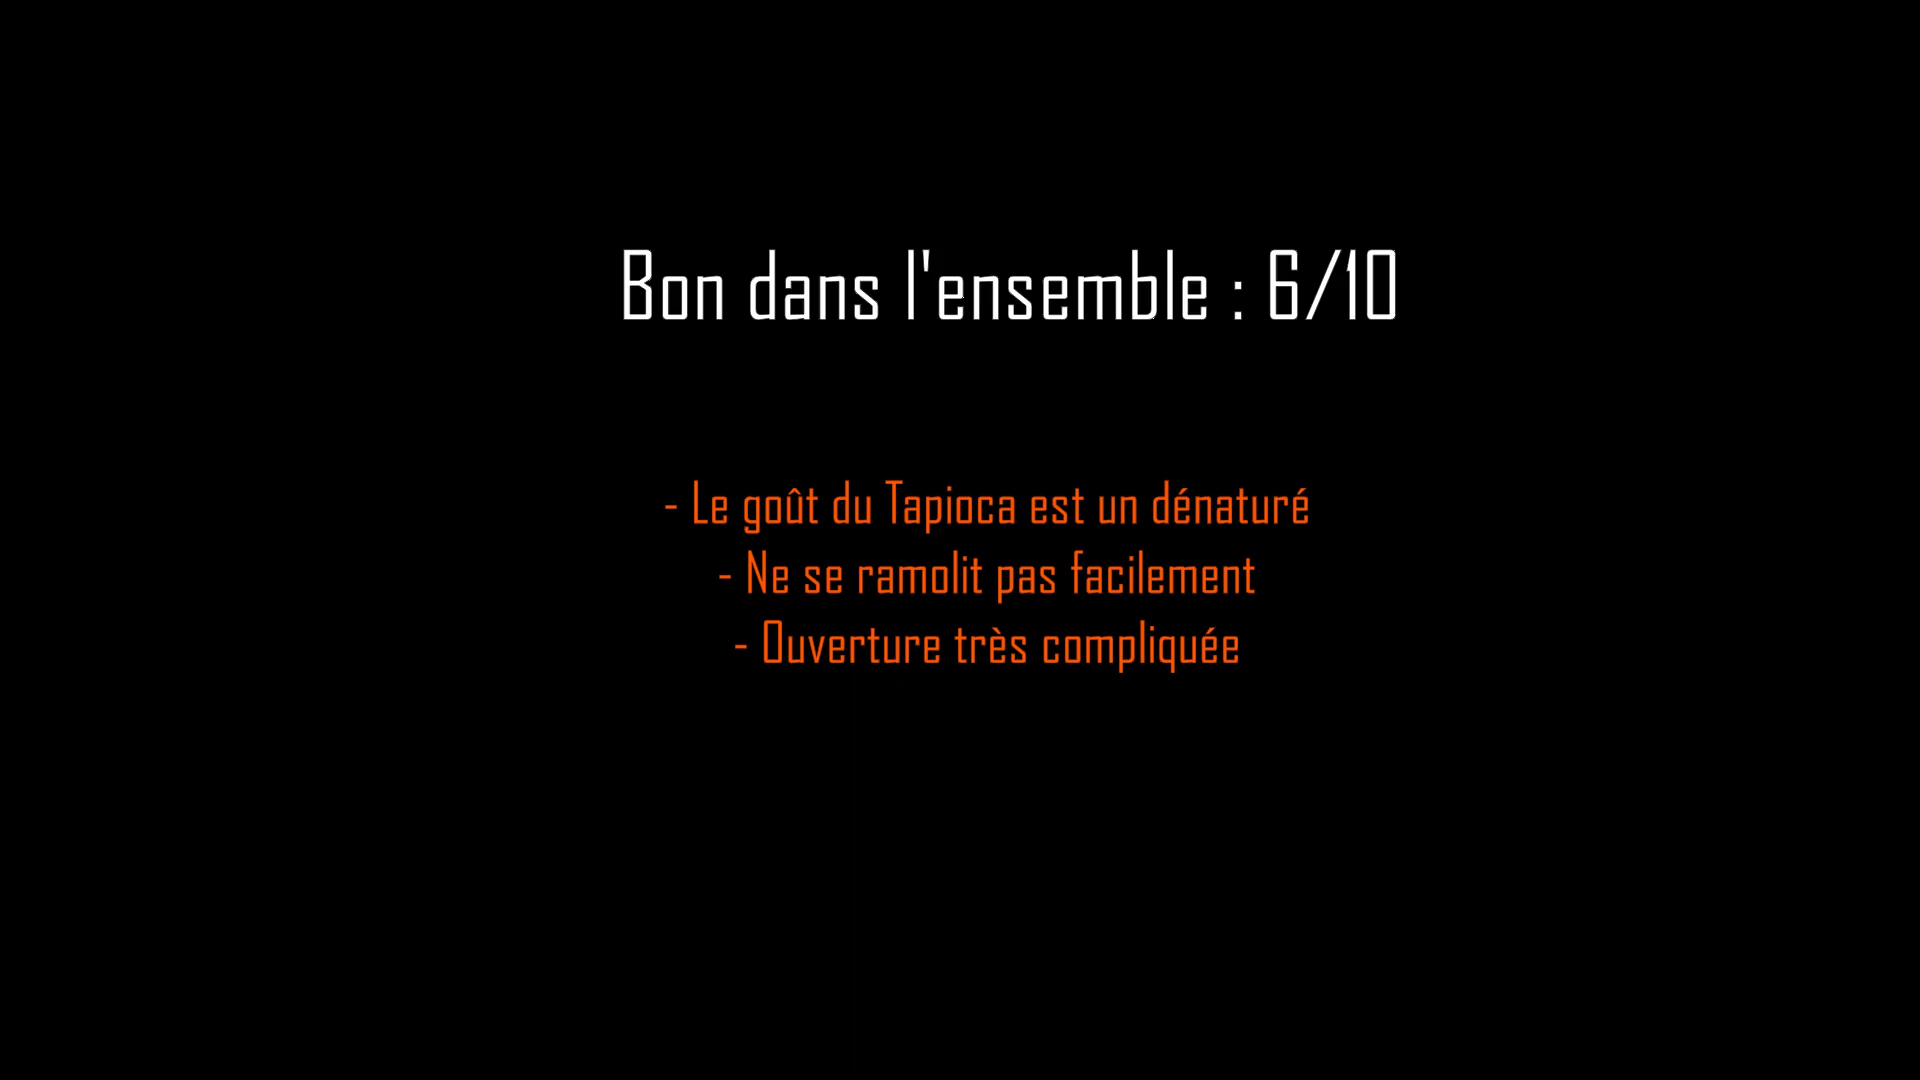 Bon dans l'ensemble : 6/10
- Le goût du Tapioca est un dénaturé
- Ne se ramolit pas facilement
- Ouverture très compliquée